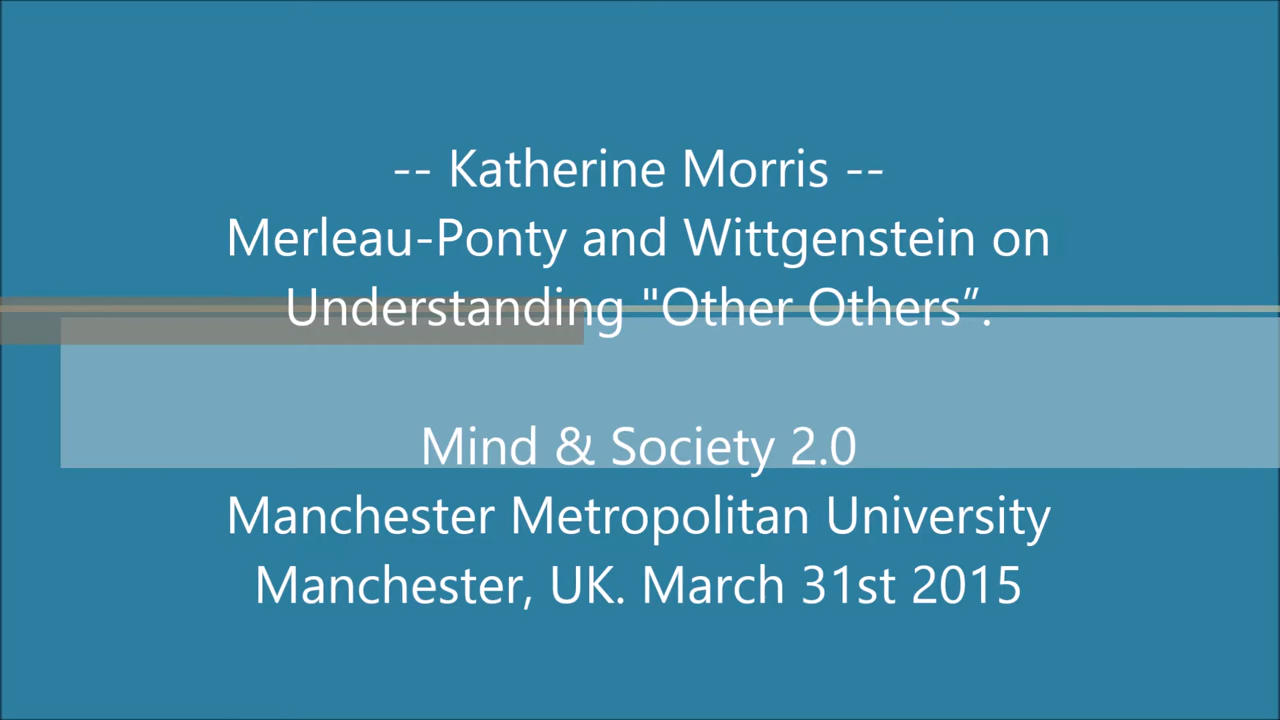 -- Katherine Morris --
Merleau-Ponty and Wittgenstein on
Understanding "Other Others”.
Mind & Society 2.0
Manchester Metropolitan University
Manchester, UK. March 31st 2015